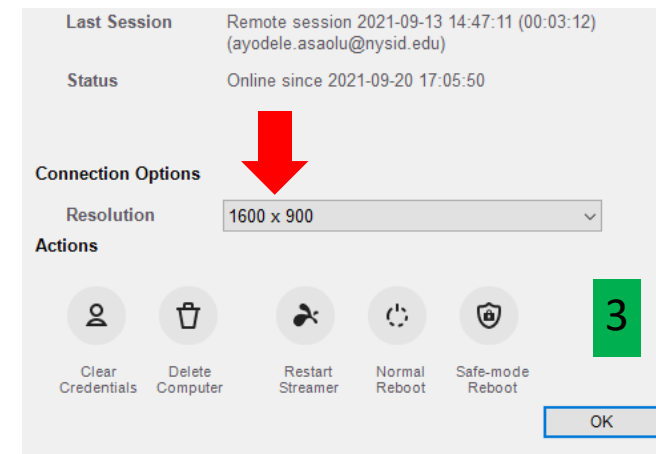 Last Session Remote session 2021-09-13 14:47:11 (00:03:12)
(ayodele.asaolu@nysid.edu)
Status Online since 2021-09-20 17:05:50
Connection Options
Resolution 1600 x 900
Actions
3
Clear Delete Restart Normal Safe-mode
Credentials Computer Streamer Reboot Reboot
OK